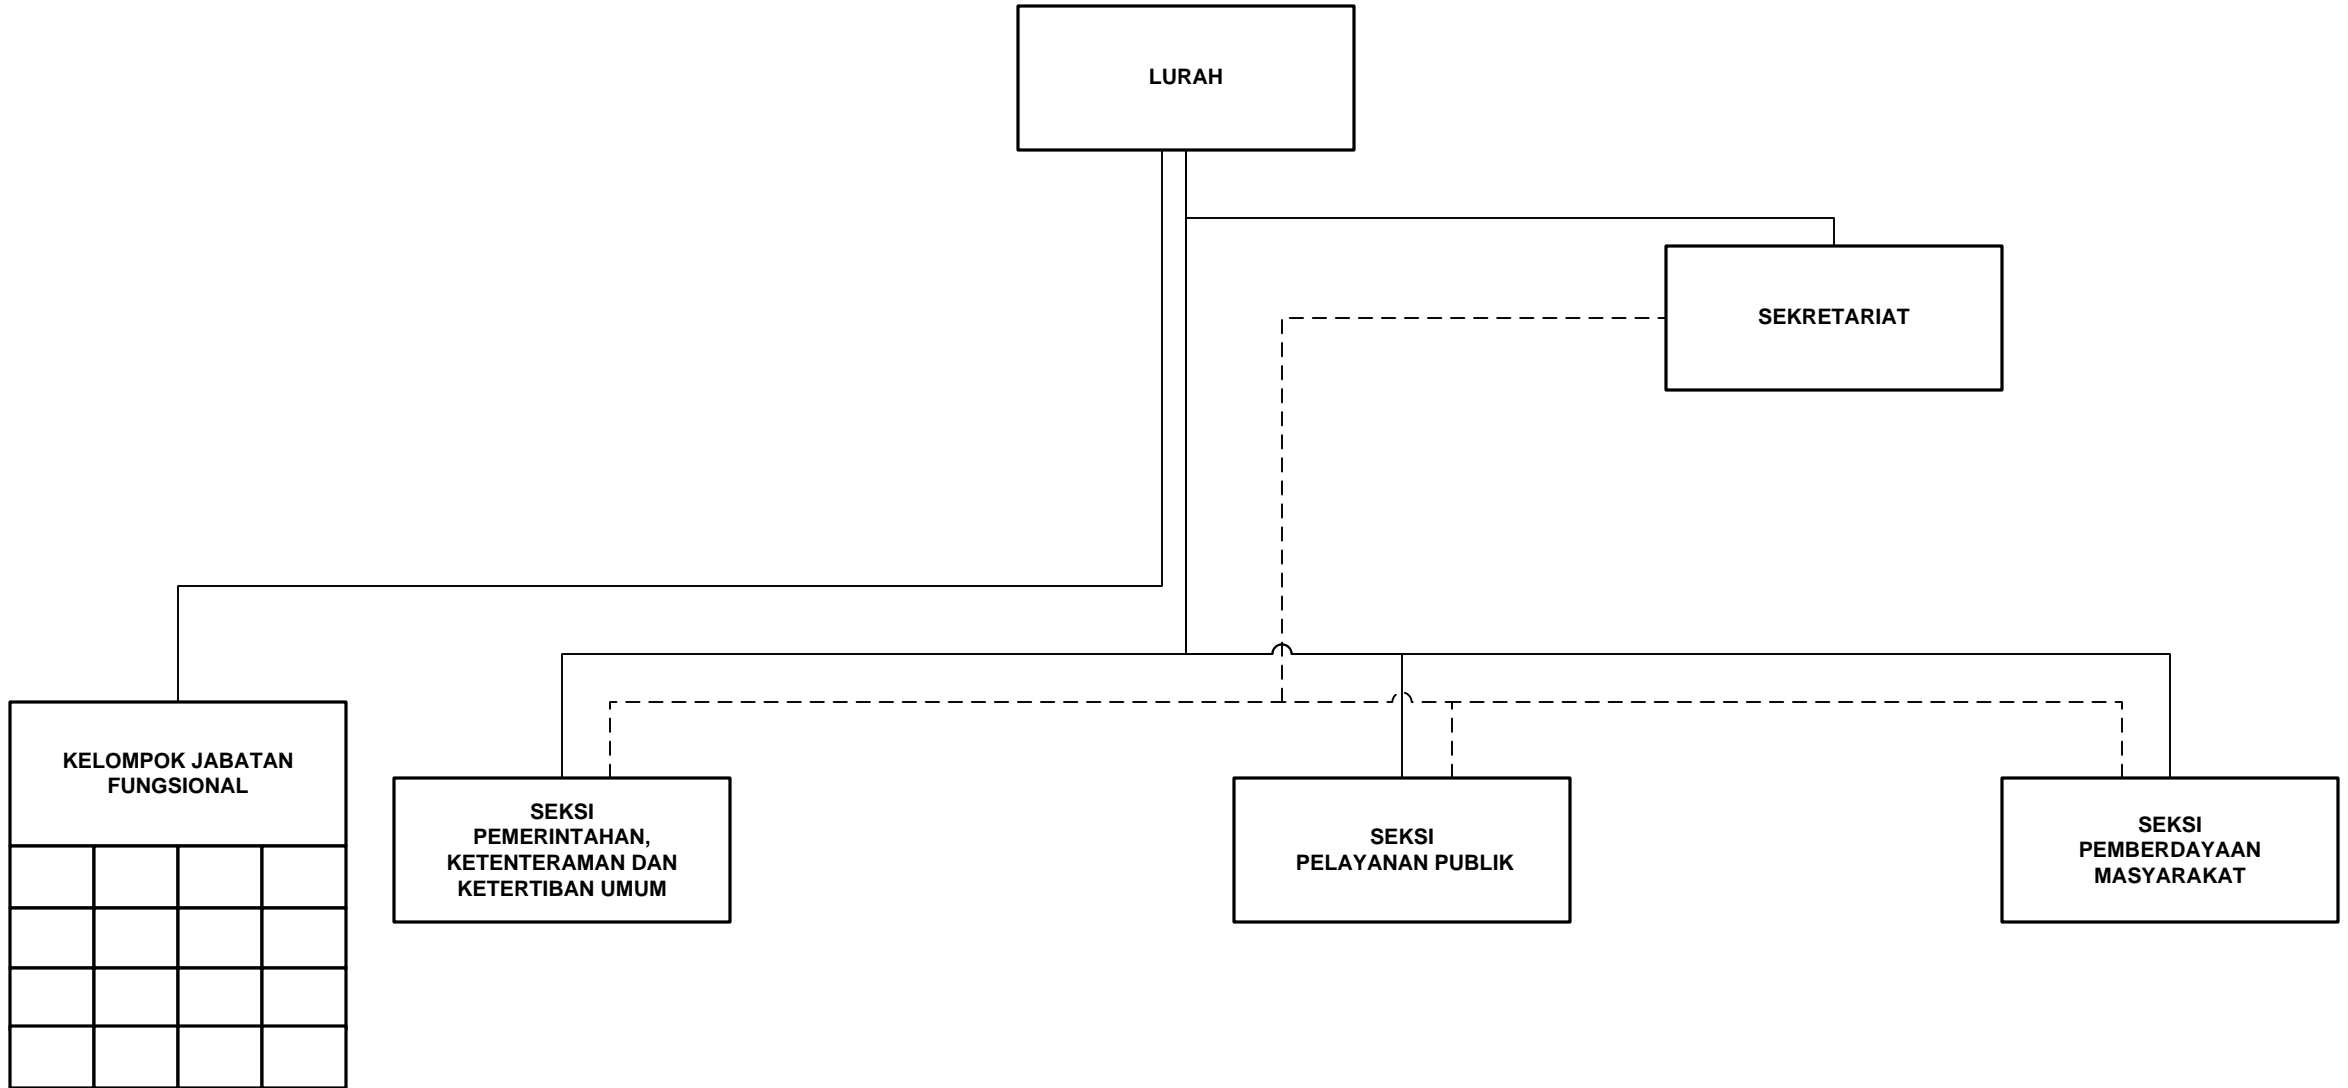 LURAH
SEKRETARIAT
KELOMPOK JABATAN
FUNGSIONAL
SEKSI
PEMERINTAHAN,
KETENTERAMAN DAN
KETERTIBAN UMUM
SEKSI
PELAYANAN PUBLIK
SEKSI
PEMBERDAYAAN
MASYARAKAT